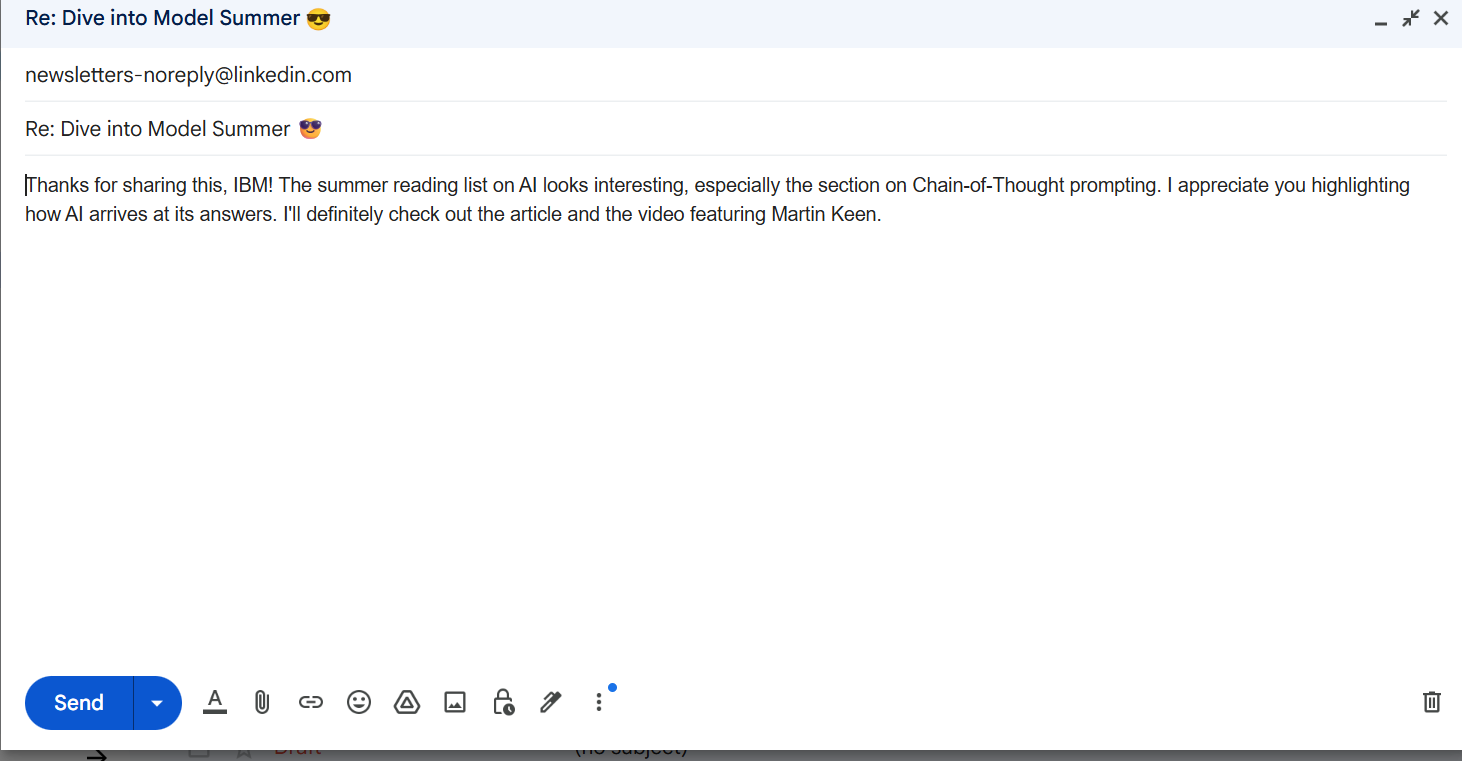 Re: Dive into Model Summer 😎
newsletters-noreply@linkedin.com
Re: Dive into Model Summer 😎
Thanks for sharing this, IBM! The summer reading list on AI looks interesting, especially the section on Chain-of-Thought prompting. I appreciate you highlighting
how AI arrives at its answers. I'll definitely check out the article and the video featuring Martin Keen.
Send
Draft (no subject)